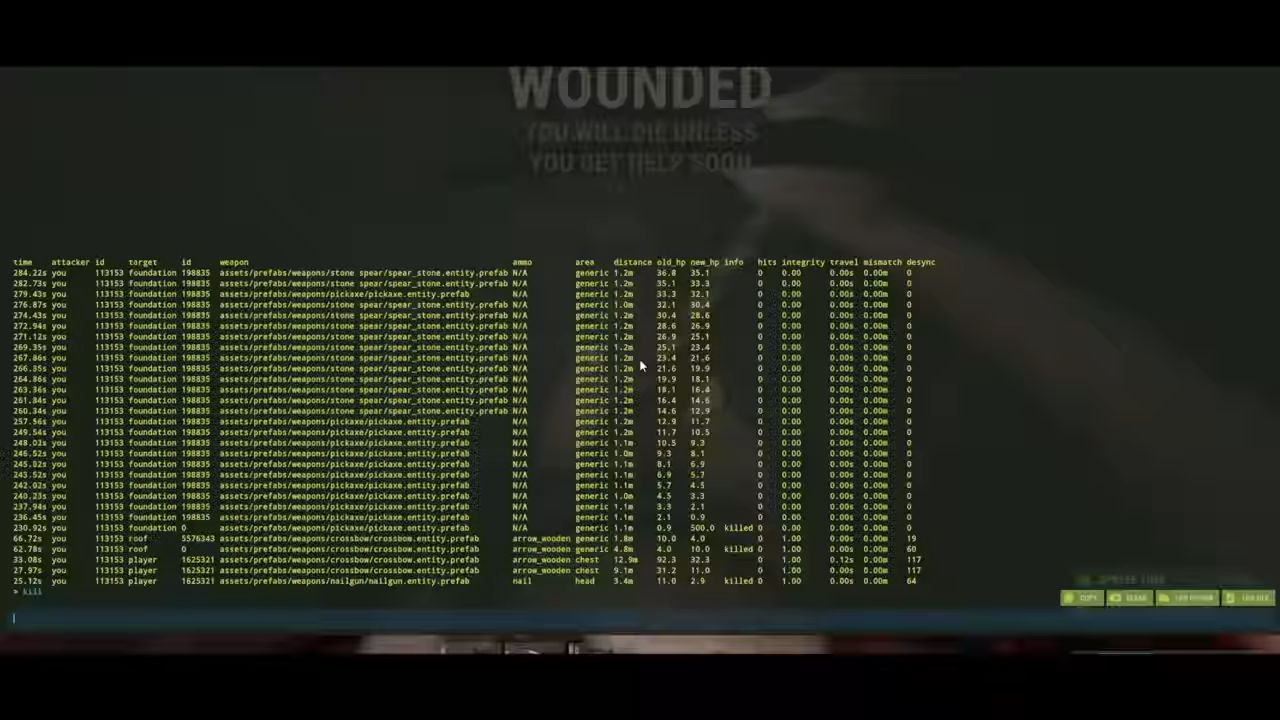 WOUNDED
YOU WILL DIE UNLESS
YOU GET HELP SOON
time attacker id target id weapon ammo area distance old_hp new_hp info hits integrity travel mismatch desync
284.22s you 113153 foundation 198835 assets/prefabs/weapons/stone spear/spear_stone.entity.prefab N/A generic 1.2m 36.8 35.1 0 0.00 0.00s 0.00m 0
282.73s you 113153 foundation 198835 assets/prefabs/weapons/stone spear/spear_stone.entity.prefab N/A generic 1.2m 35.1 33.3 0 1.00 0.00s 0.00m 0
279.43s you 113153 foundation 198835 assets/prefabs/weapons/pickaxe/pickaxe.entity.prefab N/A generic 1.2m 33.3 32.1 0 1.00 0.00s 0.00m 0
276.87s you 113153 foundation 198835 assets/prefabs/weapons/stone spear/spear_stone.entity.prefab N/A generic 1.0m 32.1 30.4 0 0.00 0.00s 0.00m 0
274.43s you 113153 foundation 198835 assets/prefabs/weapons/stone spear/spear_stone.entity.prefab N/A generic 1.2m 30.4 28.6 0 0.00 0.00s 0.00m 0
272.94s you 113153 foundation 198835 assets/prefabs/weapons/stone spear/spear_stone.entity.prefab N/A generic 1.2m 28.6 26.9 0 0.00 0.00s 0.00m 0
271.12s you 113153 foundation 198835 assets/prefabs/weapons/stone spear/spear_stone.entity.prefab N/A generic 1.2m 26.9 25.1 0 0.00 0.00s 0.00m 0
269.35s you 113153 foundation 198835 assets/prefabs/weapons/stone spear/spear_stone.entity.prefab N/A generic 1.2m 25.1 23.4 0 0.00 0.00s 0.00m 0
267.86s you 113153 foundation 198835 assets/prefabs/weapons/stone spear/spear_stone.entity.prefab N/A generic 1.2m 23.4 21.6 0 0.00 0.00s 0.00m 0
266.35s you 113153 foundation 198835 assets/prefabs/weapons/stone spear/spear_stone.entity.prefab N/A generic 1.2m 21.6 19.9 0 0.00 0.00s 0.00m 0
264.86s you 113153 foundation 198835 assets/prefabs/weapons/stone spear/spear_stone.entity.prefab N/A generic 1.2m 19.9 18.1 0 0.00 0.00s 0.00m 0
263.36s you 113153 foundation 198835 assets/prefabs/weapons/stone spear/spear_stone.entity.prefab N/A generic 1.2m 18.1 16.4 0 1.00 0.00s 0.00m 0
261.84s you 113153 foundation 198835 assets/prefabs/weapons/stone spear/spear_stone.entity.prefab N/A generic 1.2m 16.4 14.6 0 0.00 0.00s 0.00m 0
260.34s you 113153 foundation 198835 assets/prefabs/weapons/stone spear/spear_stone.entity.prefab N/A generic 1.2m 14.6 12.9 0 0.00 0.00s 0.00m 0
257.56s you 113153 foundation 198835 assets/prefabs/weapons/pickaxe/pickaxe.entity.prefab N/A generic 1.2m 12.9 11.7 0 0.00 0.00s 0.00m 0
249.54s you 113153 foundation 198835 assets/prefabs/weapons/pickaxe/pickaxe.entity.prefab N/A generic 1.2m 11.7 10.5 0 0.00 0.00s 0.00m 0
248.02s you 113153 foundation 198835 assets/prefabs/weapons/pickaxe/pickaxe.entity.prefab N/A generic 1.1m 10.5 9.3 0 0.00 0.00s 0.00m 0
246.52s you 113153 foundation 198835 assets/prefabs/weapons/pickaxe/pickaxe.entity.prefab N/A generic 1.0m 9.3 8.1 0 0.00 0.00s 0.00m 0
245.02s you 113153 foundation 198835 assets/prefabs/weapons/pickaxe/pickaxe.entity.prefab N/A generic 1.1m 8.1 6.9 0 0.00 0.00s 0.00m 0
243.52s you 113153 foundation 198835 assets/prefabs/weapons/pickaxe/pickaxe.entity.prefab N/A generic 1.1m 6.9 5.7 0 0.00 0.00s 0.00m 0
242.02s you 113153 foundation 198835 assets/prefabs/weapons/pickaxe/pickaxe.entity.prefab N/A generic 1.1m 5.7 4.5 0 1.00 0.00s 0.00m 0
240.23s you 113153 foundation 198835 assets/prefabs/weapons/pickaxe/pickaxe.entity.prefab N/A generic 1.0m 4.5 3.3 0 0.00 0.00s 0.00m 0
237.94s you 113153 foundation 198835 assets/prefabs/weapons/pickaxe/pickaxe.entity.prefab N/A generic 1.1m 3.3 2.1 0 0.00 0.00s 0.00m 0
236.45s you 113153 foundation 198835 assets/prefabs/weapons/pickaxe/pickaxe.entity.prefab N/A generic 1.1m 2.1 0.9 0 0.00 0.00s 0.00m 0
230.92s you 113153 foundation 0 assets/prefabs/weapons/pickaxe/pickaxe.entity.prefab N/A generic 1.1m 0.9 500.0 killed 0 1.00 0.00s 0.00m 0
66.72s you 113153 roof 5576343 assets/prefabs/weapons/crossbow/crossbow.entity.prefab arrow_wooden generic 1.8m 10.0 4.0 0 1.00 0.00s 0.00m 19
62.78s you 113153 roof 0 assets/prefabs/weapons/crossbow/crossbow.entity.prefab arrow_wooden generic 4.8m 4.0 10.0 killed 0 1.00 0.00s 0.00m 60
33.08s you 113153 player 1625321 assets/prefabs/weapons/crossbow/crossbow.entity.prefab arrow_wooden chest 12.9m 92.3 32.3 0 1.00 0.12s 0.00m 117
27.97s you 113153 player 1625321 assets/prefabs/weapons/crossbow/crossbow.entity.prefab arrow_wooden chest 9.1m 31.2 11.0 0 1.00 0.00s 0.00m 117
25.12s you 113153 player 1625321 assets/prefabs/weapons/nailgun/nailgun.entity.prefab nail head 3.4m 11.0 2.9 killed 0 1.00 0.00s 0.00m 64
> kill
COPY CLEAR